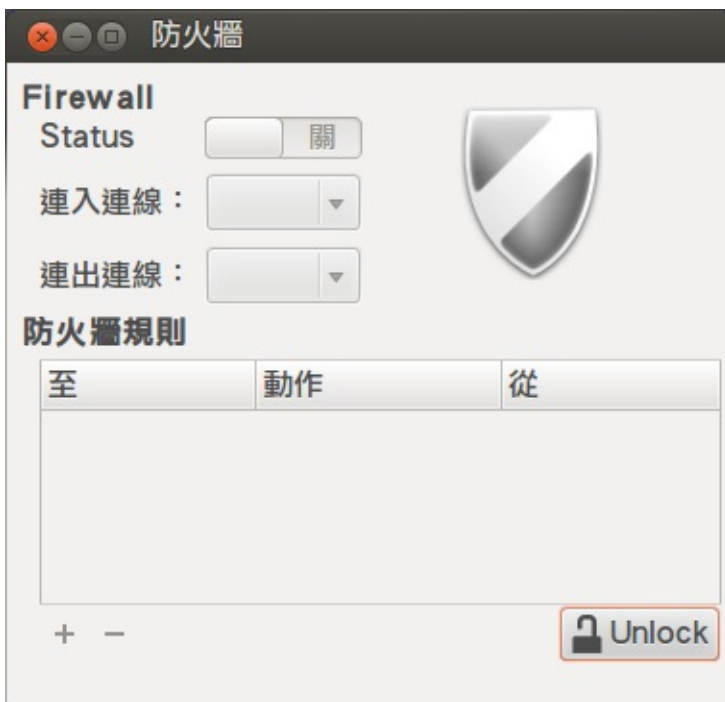 防火牆
Firewall
Status 關
連入連線：
連出連線：
防火牆規則
至 動作 從
+ −
Unlock